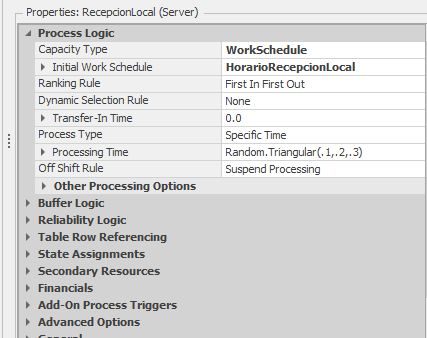 Properties: RecepcionLocal (Server)
Process Logic
Capacity Type WorkSchedule
Initial Work Schedule HorarioRecepcionLocal
Ranking Rule First In First Out
Dynamic Selection Rule None
Transfer-In Time 0.0
Process Type Specific Time
Processing Time Random.Triangular(.1,.2,.3)
Off Shift Rule Suspend Processing
Other Processing Options
Buffer Logic
Reliability Logic
Table Row Referencing
State Assignments
Secondary Resources
Financials
Add-On Process Triggers
Advanced Options
General